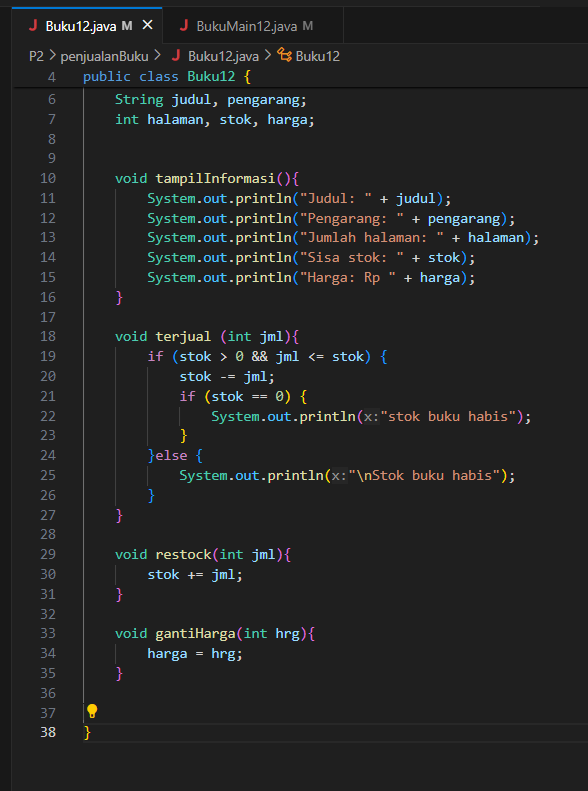 J Buku12.java M × J BukuMain12.java M
P2 > penjualanBuku > J Buku12.java > Buku12
4 public class Buku12 {
6 String judul, pengarang;
7 int halaman, stok, harga;
8
9
10 void tampilInformasi(){
11 System.out.println("Judul: " + judul);
12 System.out.println("Pengarang: " + pengarang);
13 System.out.println("Jumlah halaman: " + halaman);
14 System.out.println("Sisa stok: " + stok);
15 System.out.println("Harga: Rp " + harga);
16 }
17
18 void terjual (int jml){
19 if (stok > 0 && jml <= stok) {
20 stok -= jml;
21 if (stok == 0) {
22 System.out.println(x:"stok buku habis");
23 }
24 }else {
25 System.out.println(x:"\nStok buku habis");
26 }
27 }
28
29 void restock(int jml){
30 stok += jml;
31 }
32
33 void gantiHarga(int hrg){
34 harga = hrg;
35 }
36
37
38 }